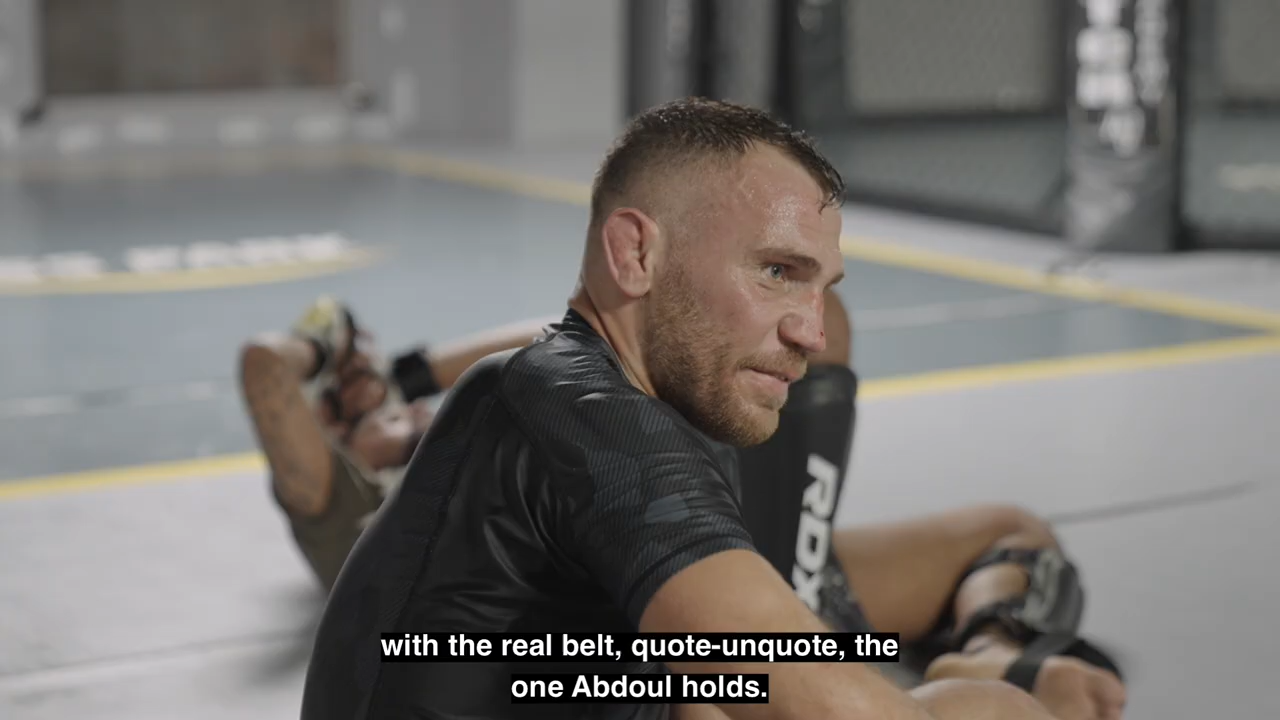 RDX
with the real belt, quote-unquote, the
one Abdoul holds.